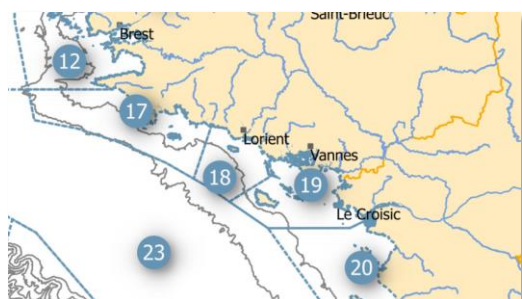 Saint-Brieuc
Brest
12
17
Lorient
Vannes
18
19
Le Croisic
23
20